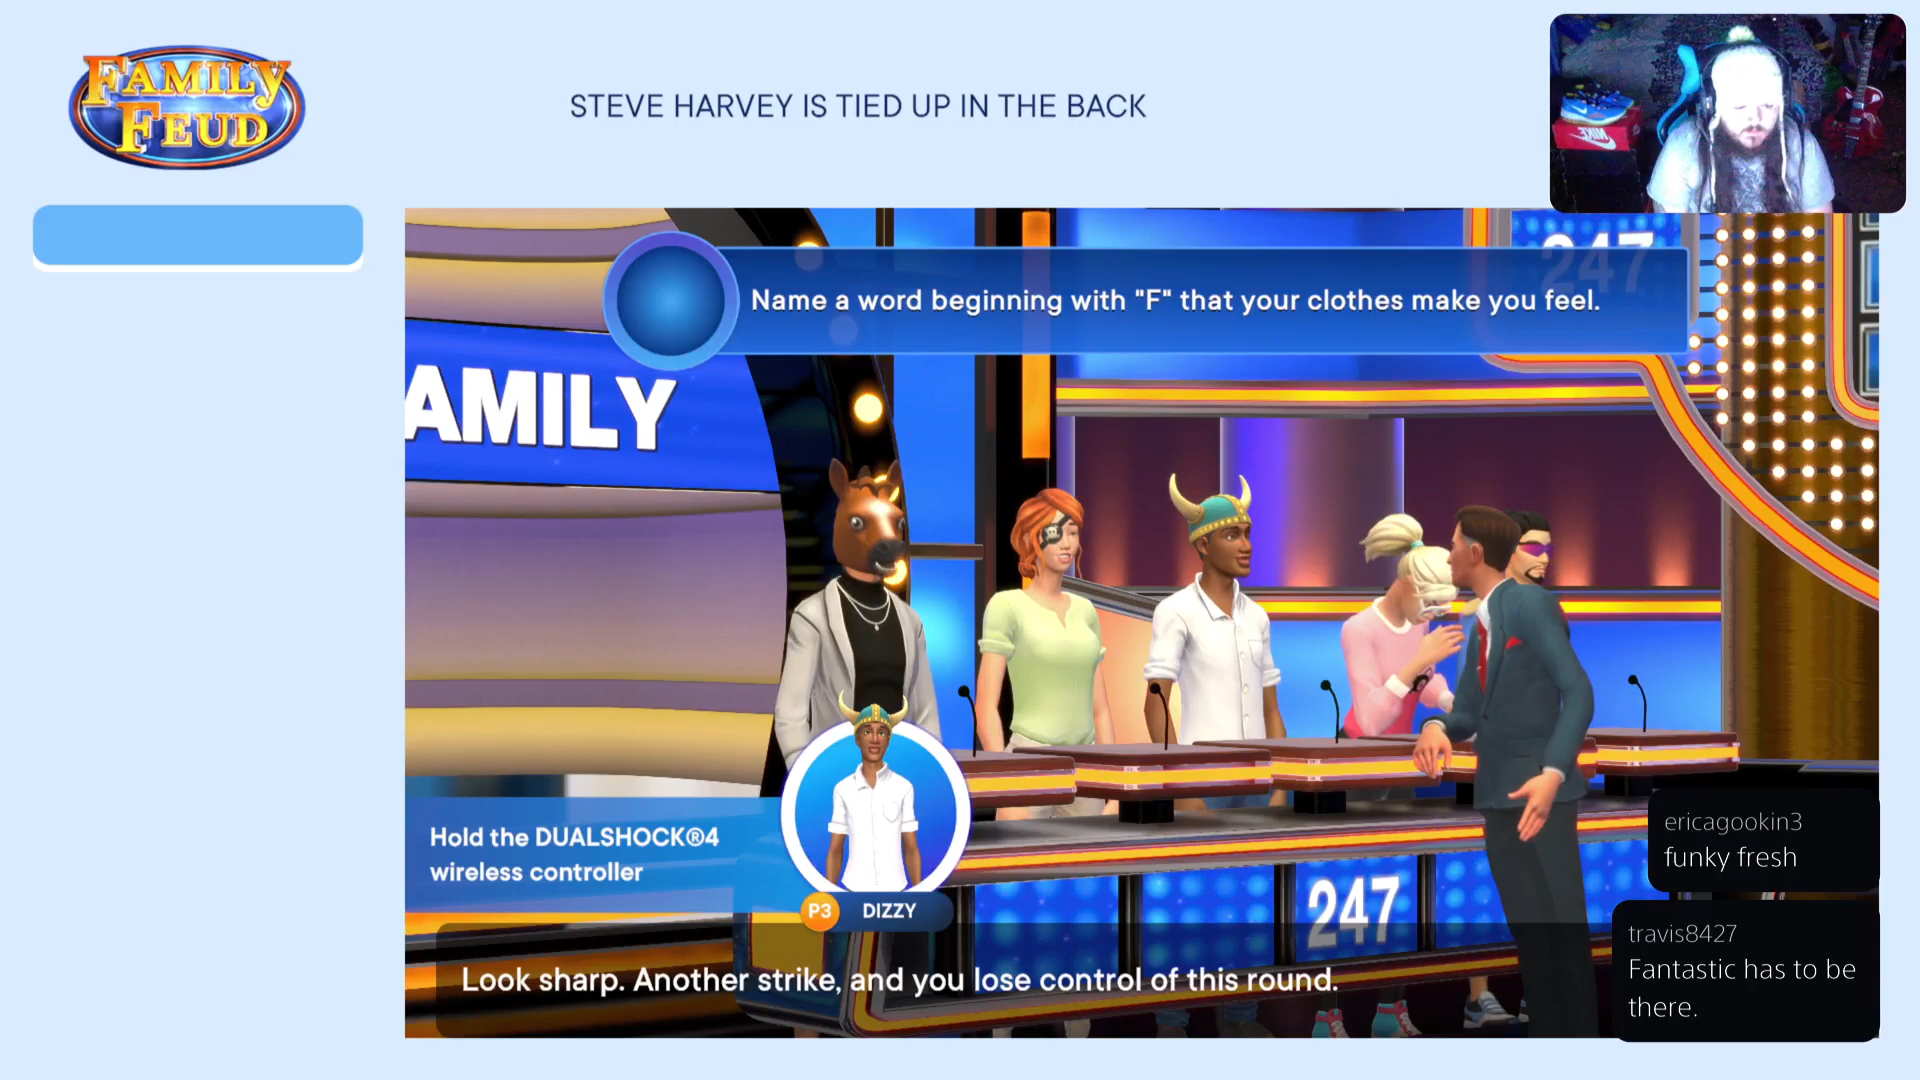 FAMILY
FEUD
STEVE HARVEY IS TIED UP IN THE BACK
247
Name a word beginning with "F" that your clothes make you feel.
AMILY
Hold the DUALSHOCK®4
wireless controller
P3 DIZZY
247
Look sharp. Another strike, and you lose control of this round.
ericagookin3
funky fresh
travis8427
Fantastic has to be
there.